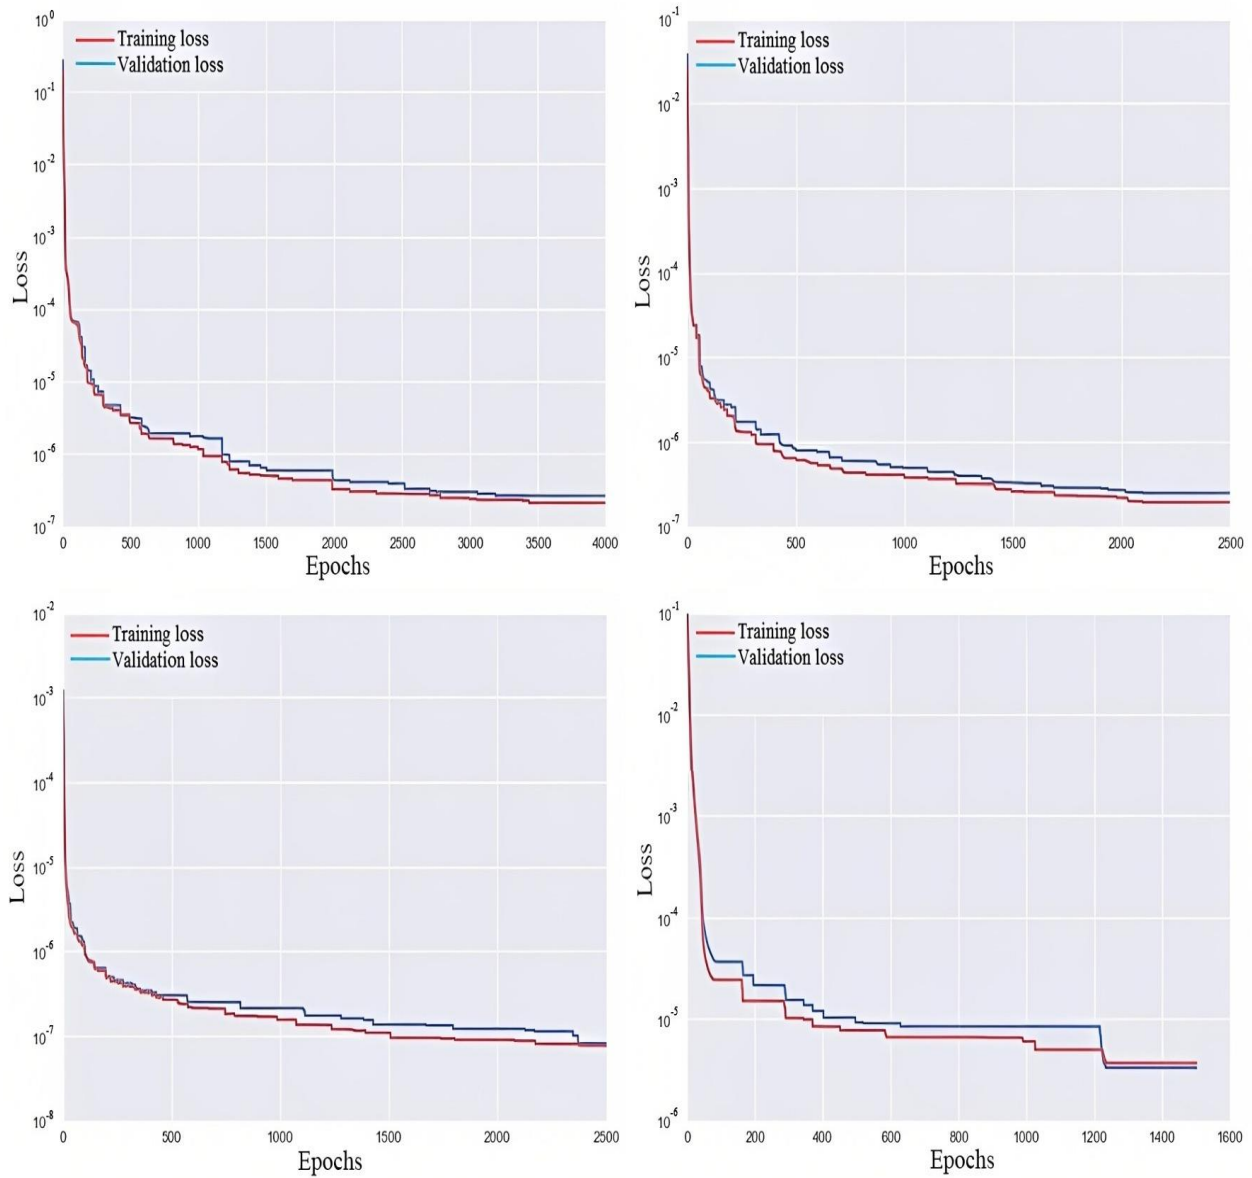 10^0
Training loss
Validation loss
10^-1
10^-2
10^-3
10^-4
10^-5
10^-6
10^-7
Loss
0 500 1000 1500 2000 2500 3000 3500 4000
Epochs
10^-1
Training loss
Validation loss
10^-2
10^-3
10^-4
10^-5
10^-6
10^-7
Loss
0 500 1000 1500 2000 2500
Epochs
10^-2
Training loss
Validation loss
10^-3
10^-4
10^-5
10^-6
10^-7
10^-8
Loss
0 500 1000 1500 2000 2500
Epochs
10^-1
Training loss
Validation loss
10^-2
10^-3
10^-4
10^-5
10^-6
Loss
0 200 400 600 800 1000 1200 1400 1600
Epochs